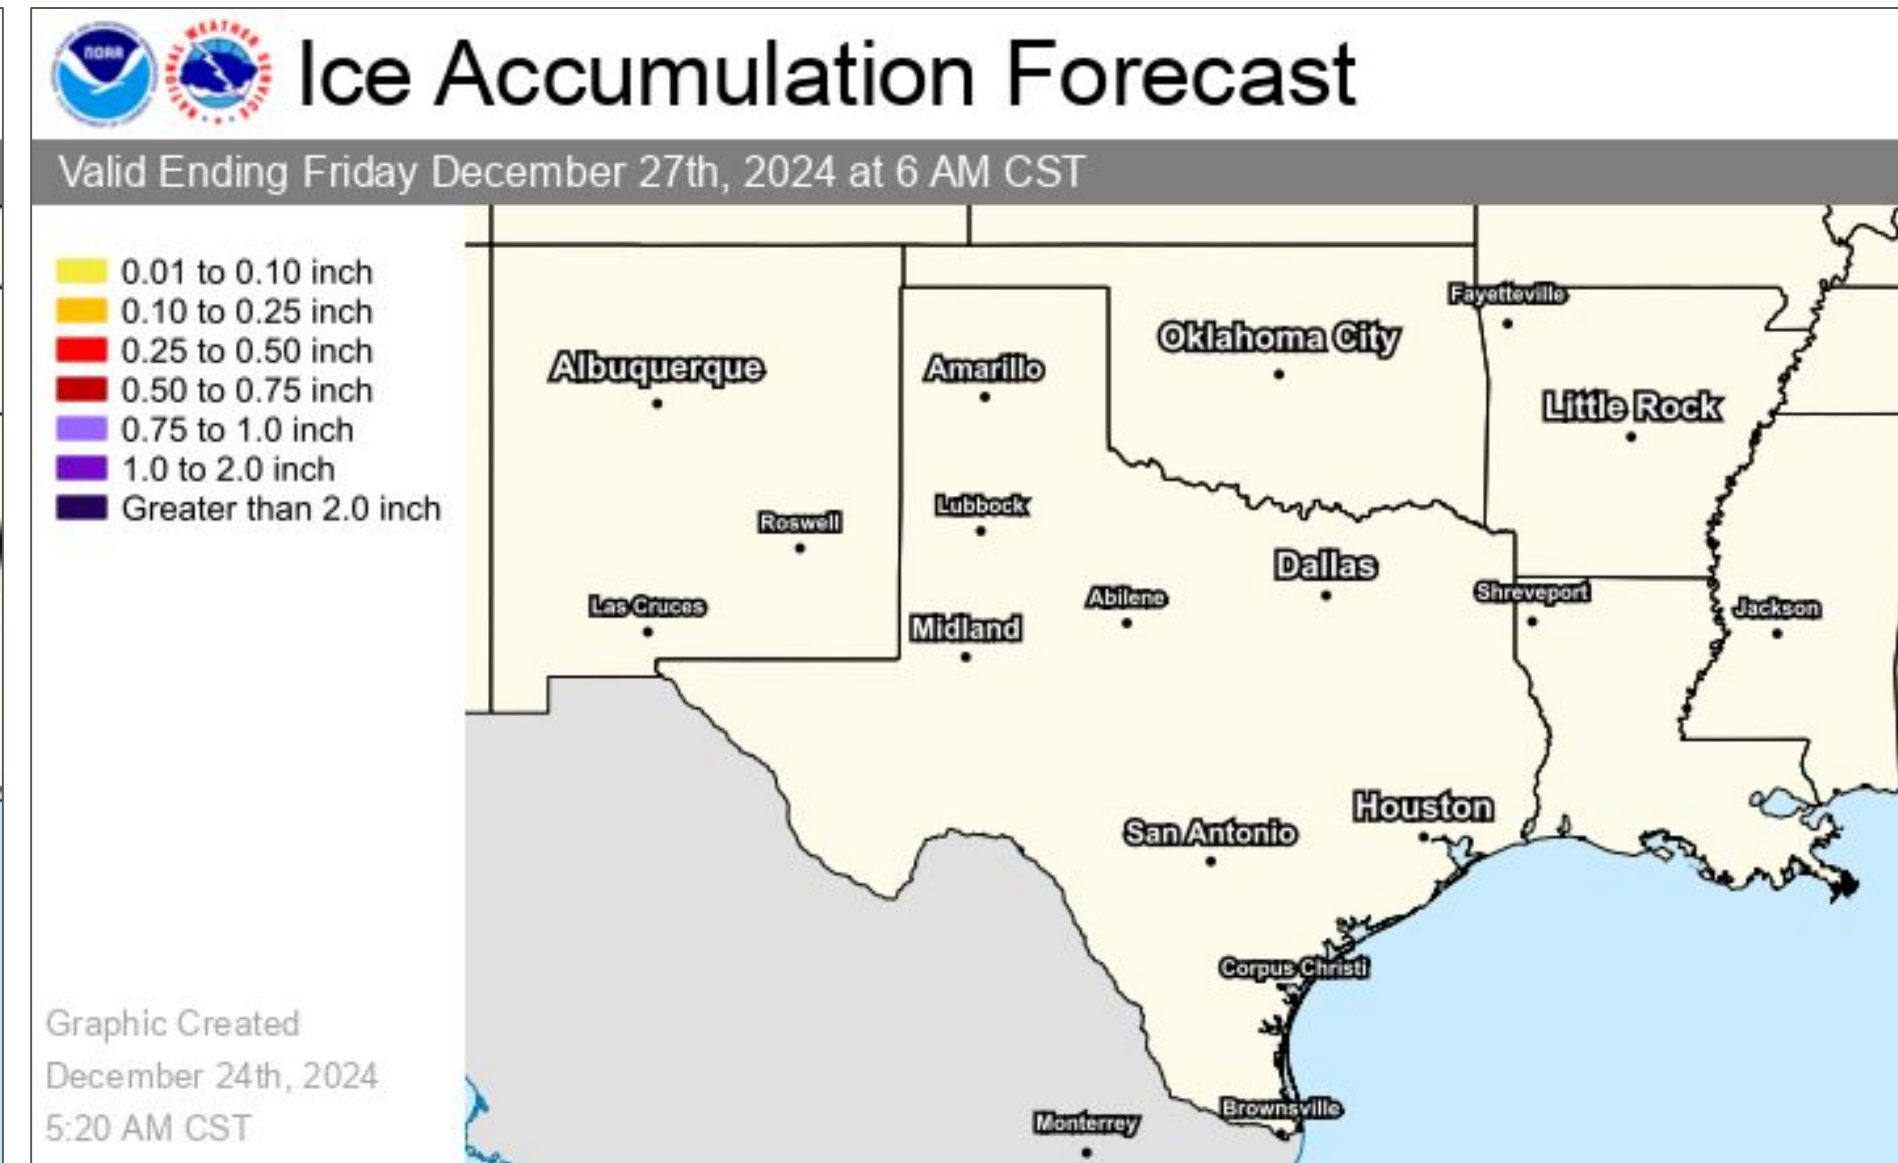 NOAA
NATIONAL WEATHER SERVICE
Ice Accumulation Forecast
Valid Ending Friday December 27th, 2024 at 6 AM CST
0.01 to 0.10 inch
0.10 to 0.25 inch
0.25 to 0.50 inch
0.50 to 0.75 inch
0.75 to 1.0 inch
1.0 to 2.0 inch
Greater than 2.0 inch
Fayetteville
Oklahoma City
Albuquerque
Amarillo
Little Rock
Lubbock
Roswell
Dallas
Shreveport
Abilene
Las Cruces
Jackson
Midland
Houston
San Antonio
Corpus Christi
Brownsville
Monterrey
Graphic Created
December 24th, 2024
5:20 AM CST